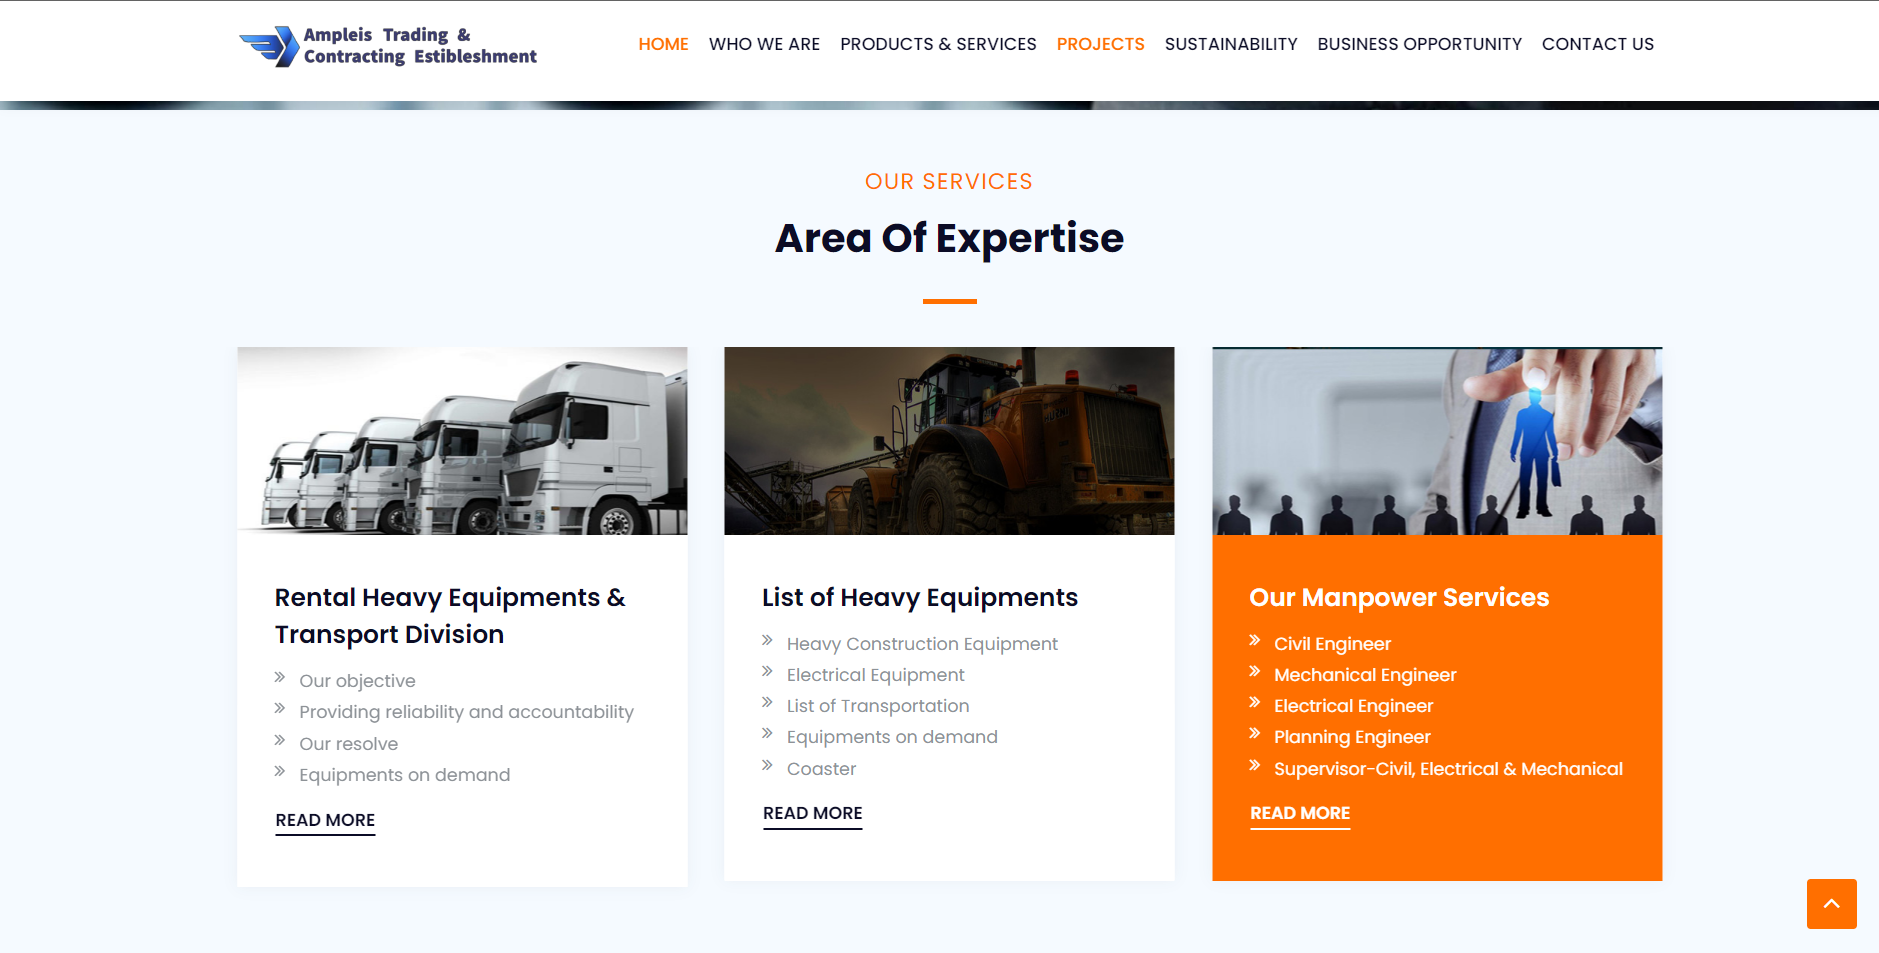 Ampleis Trading &
Contracting Estibleshment
HOME WHO WE ARE PRODUCTS & SERVICES PROJECTS SUSTAINABILITY BUSINESS OPPORTUNITY CONTACT US
OUR SERVICES
Area Of Expertise
Rental Heavy Equipments &
Transport Division
Our objective
Providing reliability and accountability
Our resolve
Equipments on demand
READ MORE
List of Heavy Equipments
Heavy Construction Equipment
Electrical Equipment
List of Transportation
Equipments on demand
Coaster
READ MORE
Our Manpower Services
Civil Engineer
Mechanical Engineer
Electrical Engineer
Planning Engineer
Supervisor-Civil, Electrical & Mechanical
READ MORE